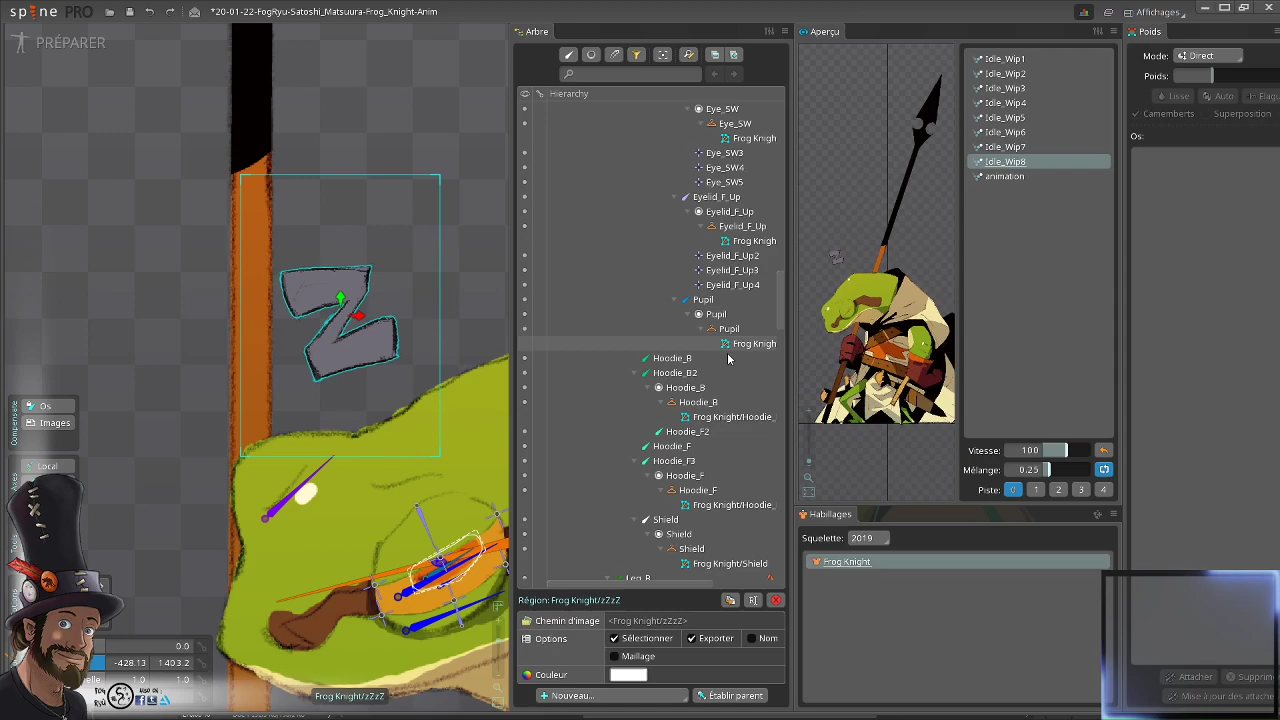 spine PRO
*20-01-22-FogRyu-Satoshi_Matsuura-Frog_Knight-Anim
Affichages
PRÉPARER
Arbre
Hierarchy
Eye_SW
Eye_SW
Frog Knigh
Eye_SW3
Eye_SW4
Eye_SW5
Eyelid_F_Up
Eyelid_F_Up
Eyelid_F_Up
Frog Knigh
Eyelid_F_Up2
Eyelid_F_Up3
Eyelid_F_Up4
Pupil
Pupil
Pupil
Frog Knigh
Hoodie_B
Hoodie_B2
Hoodie_B
Hoodie_B
Frog Knight/Hoodie_
Hoodie_F2
Hoodie_F
Hoodie_F3
Hoodie_F
Hoodie_F
Frog Knight/Hoodie_
Shield
Shield
Shield
Frog Knight/Shield
Leg_B
Région: Frog Knight/zZzZ
Chemin d'image
<Frog Knight/zZzZ>
Options
Sélectionner
Exporter
Nom
Maillage
Couleur
Nouveau...
Établir parent
Aperçu
Idle_Wip1
Idle_Wip2
Idle_Wip3
Idle_Wip4
Idle_Wip5
Idle_Wip6
Idle_Wip7
Idle_Wip8
animation
Vitesse: 100
Mélange: 0.25
Piste: 0 1 2 3 4
Habillages
Squelette: 2019
Frog Knight
Poids
Mode: Direct
Poids:
Lisse
Auto
Elagu
Camemberts
Superposition
Os:
Attacher
Supprime
Mise à jour des attache
Compensate
Os
Images
Local
0.0
-428.13 1403.2
1.0 1.0
Frog Knight/zZzZ
Fog
Ryu